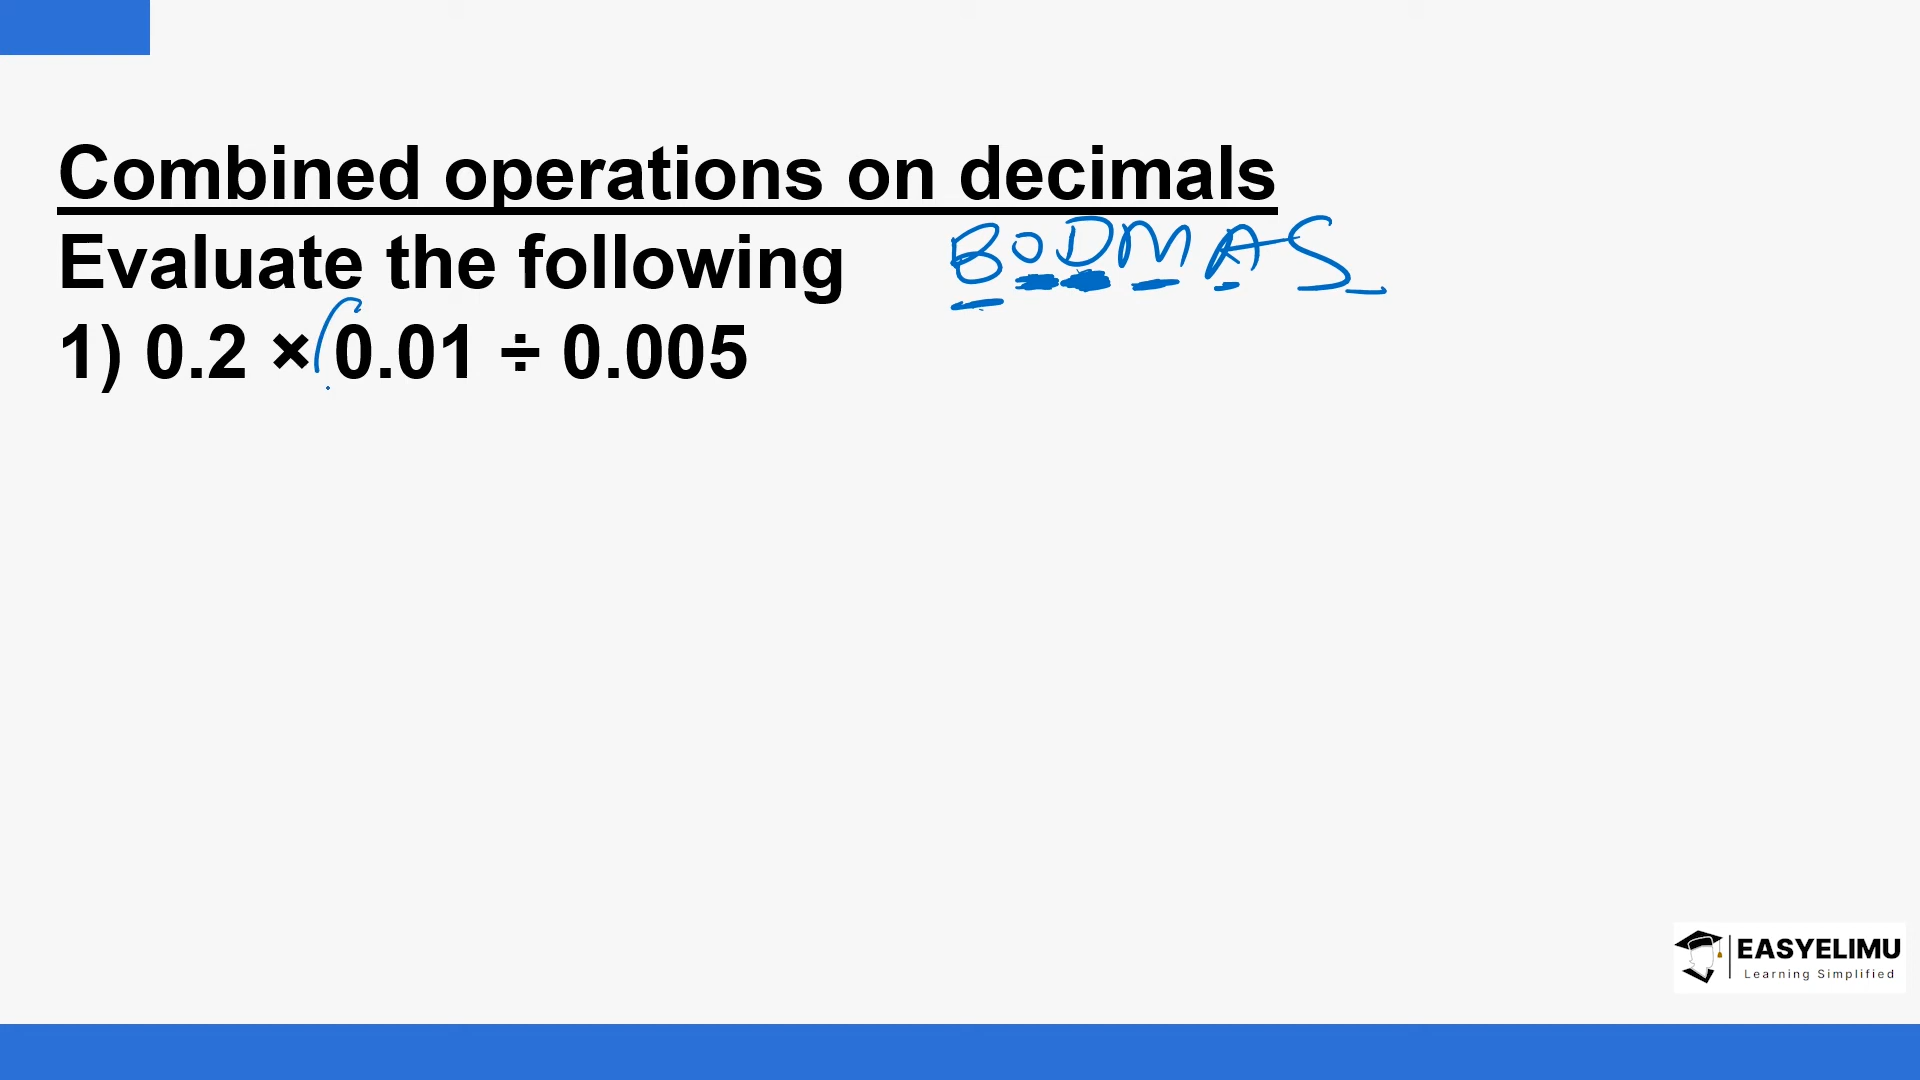 Combined operations on decimals
Evaluate the following BODMAS
1) 0.2 × (0.01 ÷ 0.005
EASYELIMU
Learning Simplified